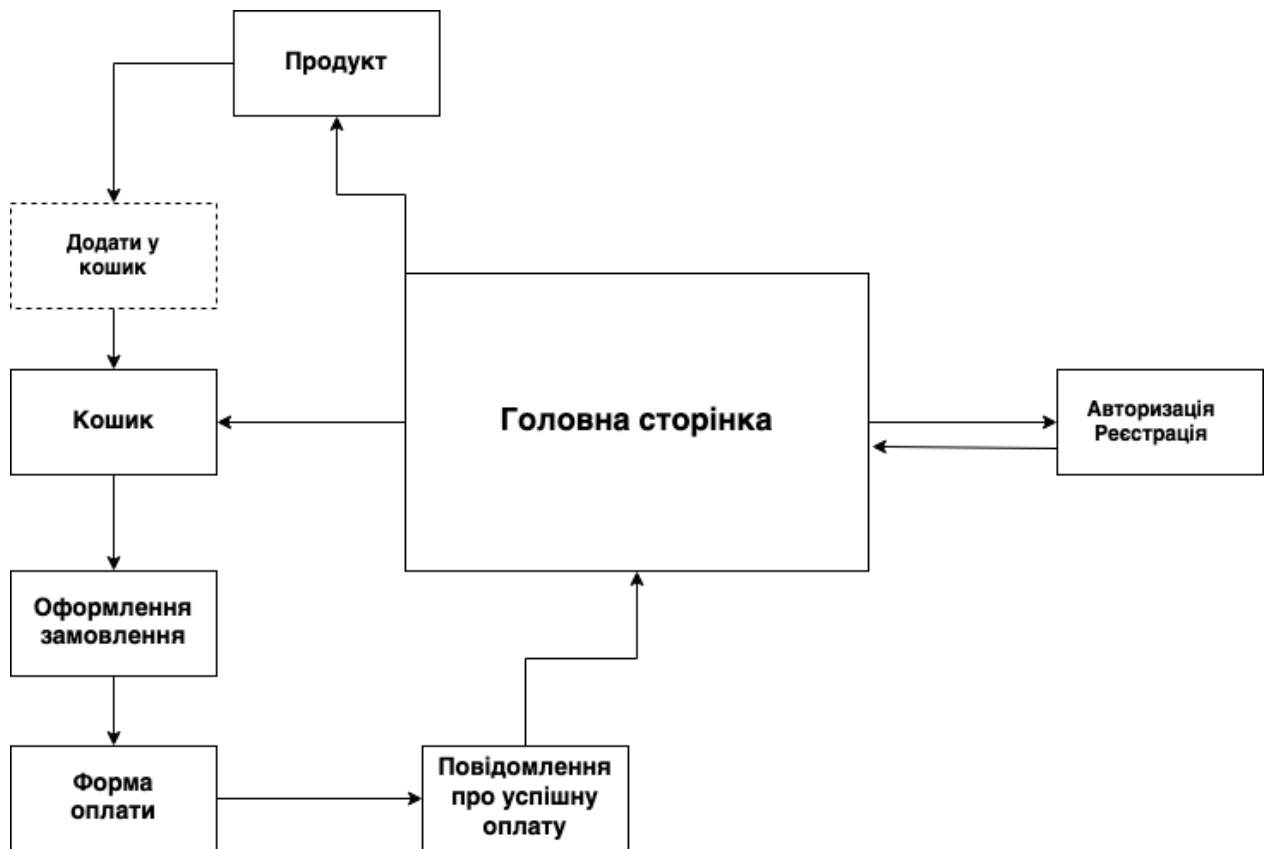 Продукт
Додати у
кошик
Кошик
Головна сторінка
Авторизація
Реєстрація
Оформлення
замовлення
Форма
оплати
Повідомлення
про успішну
оплату